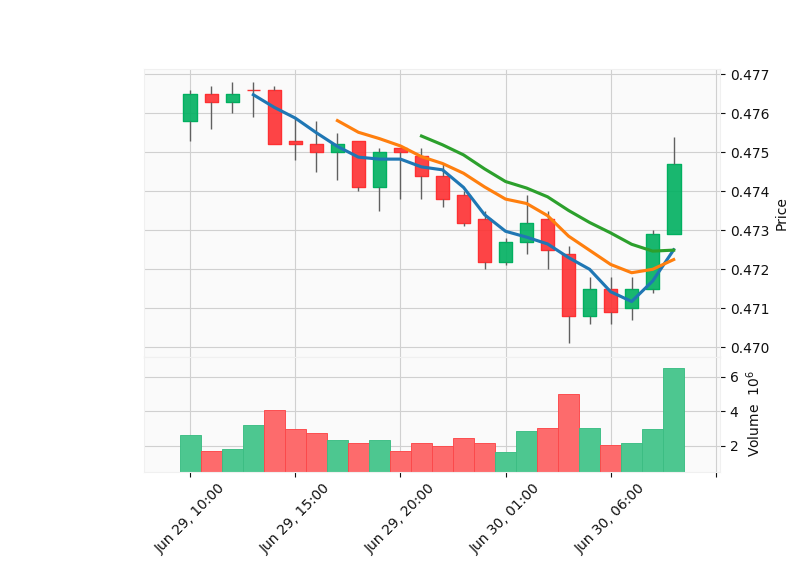 0.477
0.476
0.475
0.474
0.473
0.472
0.471
0.470
Price
6
4
2
Volume 10^6
Jun 29, 10:00
Jun 29, 15:00
Jun 29, 20:00
Jun 30, 01:00
Jun 30, 06:00